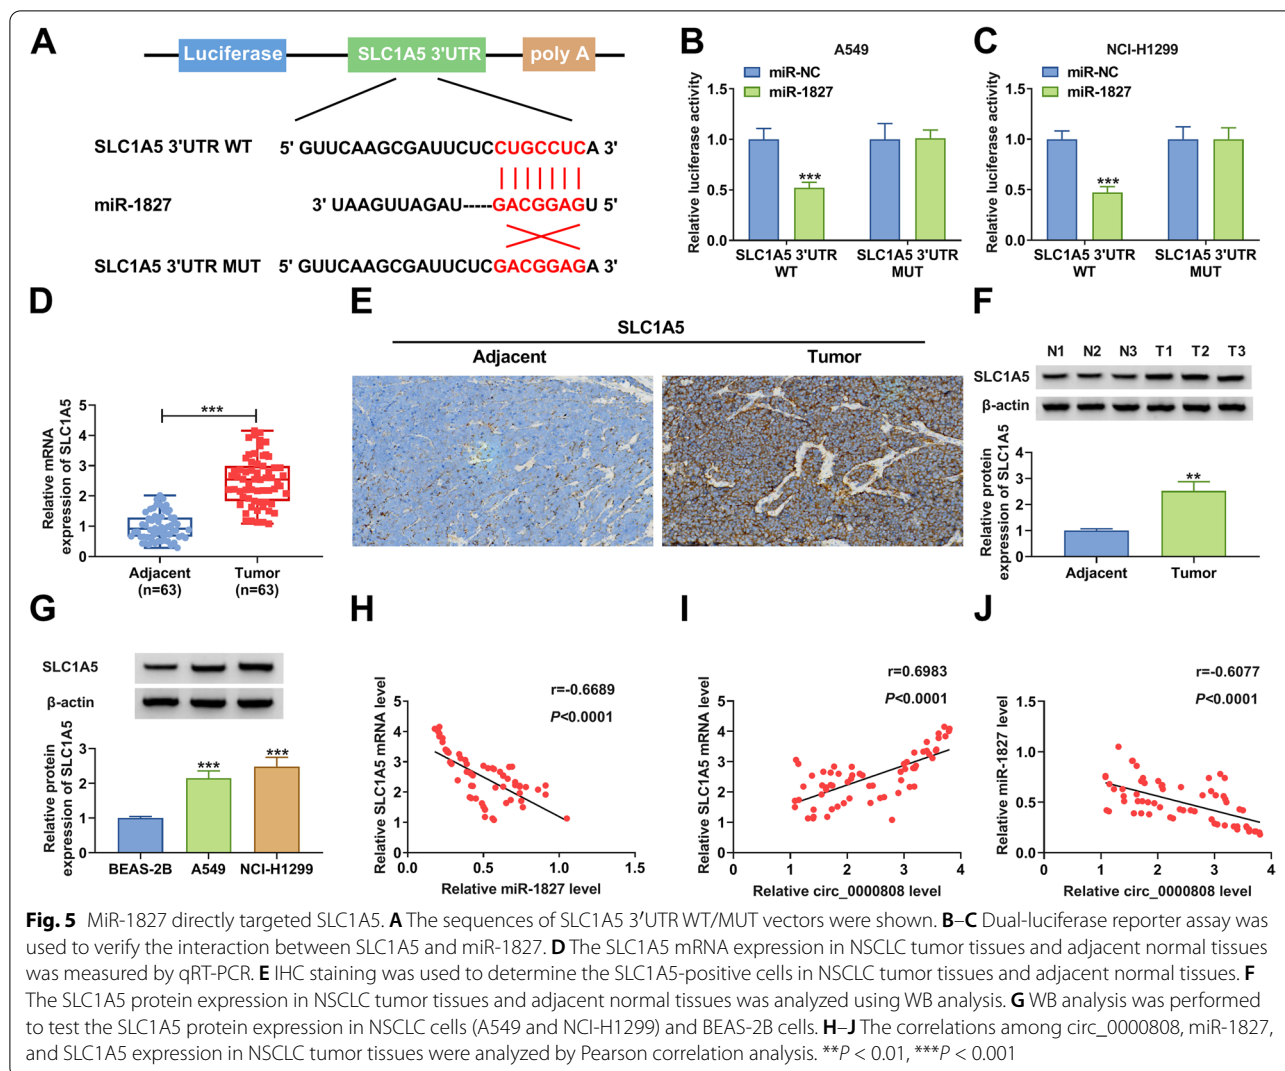 A
Luciferase SLC1A5 3'UTR poly A
SLC1A5 3'UTR WT 5' GUUCAAGCGAUUCUCCUGCCUCA 3'
miR-1827 3' UAAGUUAGAU-----GACGGAGU 5'
SLC1A5 3'UTR MUT 5' GUUCAAGCGAUUCUCGACGGAGA 3'
B
A549
miR-NC
miR-1827
Relative luciferase activity
1.5
1.0
0.5
0.0
***
SLC1A5 3'UTR SLC1A5 3'UTR
WT MUT
C
NCI-H1299
miR-NC
miR-1827
Relative luciferase activity
1.5
1.0
0.5
0.0
***
SLC1A5 3'UTR SLC1A5 3'UTR
WT MUT
D
Relative mRNA
expression of SLC1A5
5
4
3
2
1
0
***
Adjacent Tumor
(n=63) (n=63)
E
SLC1A5
Adjacent Tumor
F
N1 N2 N3 T1 T2 T3
SLC1A5
β-actin
Relative protein
expression of SLC1A5
4
3
2
1
0
**
Adjacent Tumor
G
SLC1A5
β-actin
Relative protein
expression of SLC1A5
3
2
1
0
*** ***
BEAS-2B A549 NCI-H1299
H
r=-0.6689
P<0.0001
Relative SLC1A5 mRNA level
5
4
3
2
1
0
0.0 0.5 1.0 1.5
Relative miR-1827 level
I
r=0.6983
P<0.0001
Relative SLC1A5 mRNA level
5
4
3
2
1
0
0 1 2 3 4
Relative circ_0000808 level
J
r=-0.6077
P<0.0001
Relative miR-1827 level
1.5
1.0
0.5
0.0
0 1 2 3 4
Relative circ_0000808 level
Fig. 5 MiR-1827 directly targeted SLC1A5. A The sequences of SLC1A5 3′UTR WT/MUT vectors were shown. B–C Dual-luciferase reporter assay was
used to verify the interaction between SLC1A5 and miR-1827. D The SLC1A5 mRNA expression in NSCLC tumor tissues and adjacent normal tissues
was measured by qRT-PCR. E IHC staining was used to determine the SLC1A5-positive cells in NSCLC tumor tissues and adjacent normal tissues. F
The SLC1A5 protein expression in NSCLC tumor tissues and adjacent normal tissues was analyzed using WB analysis. G WB analysis was performed
to test the SLC1A5 protein expression in NSCLC cells (A549 and NCI-H1299) and BEAS-2B cells. H–J The correlations among circ_0000808, miR-1827,
and SLC1A5 expression in NSCLC tumor tissues were analyzed by Pearson correlation analysis. **P < 0.01, ***P < 0.001